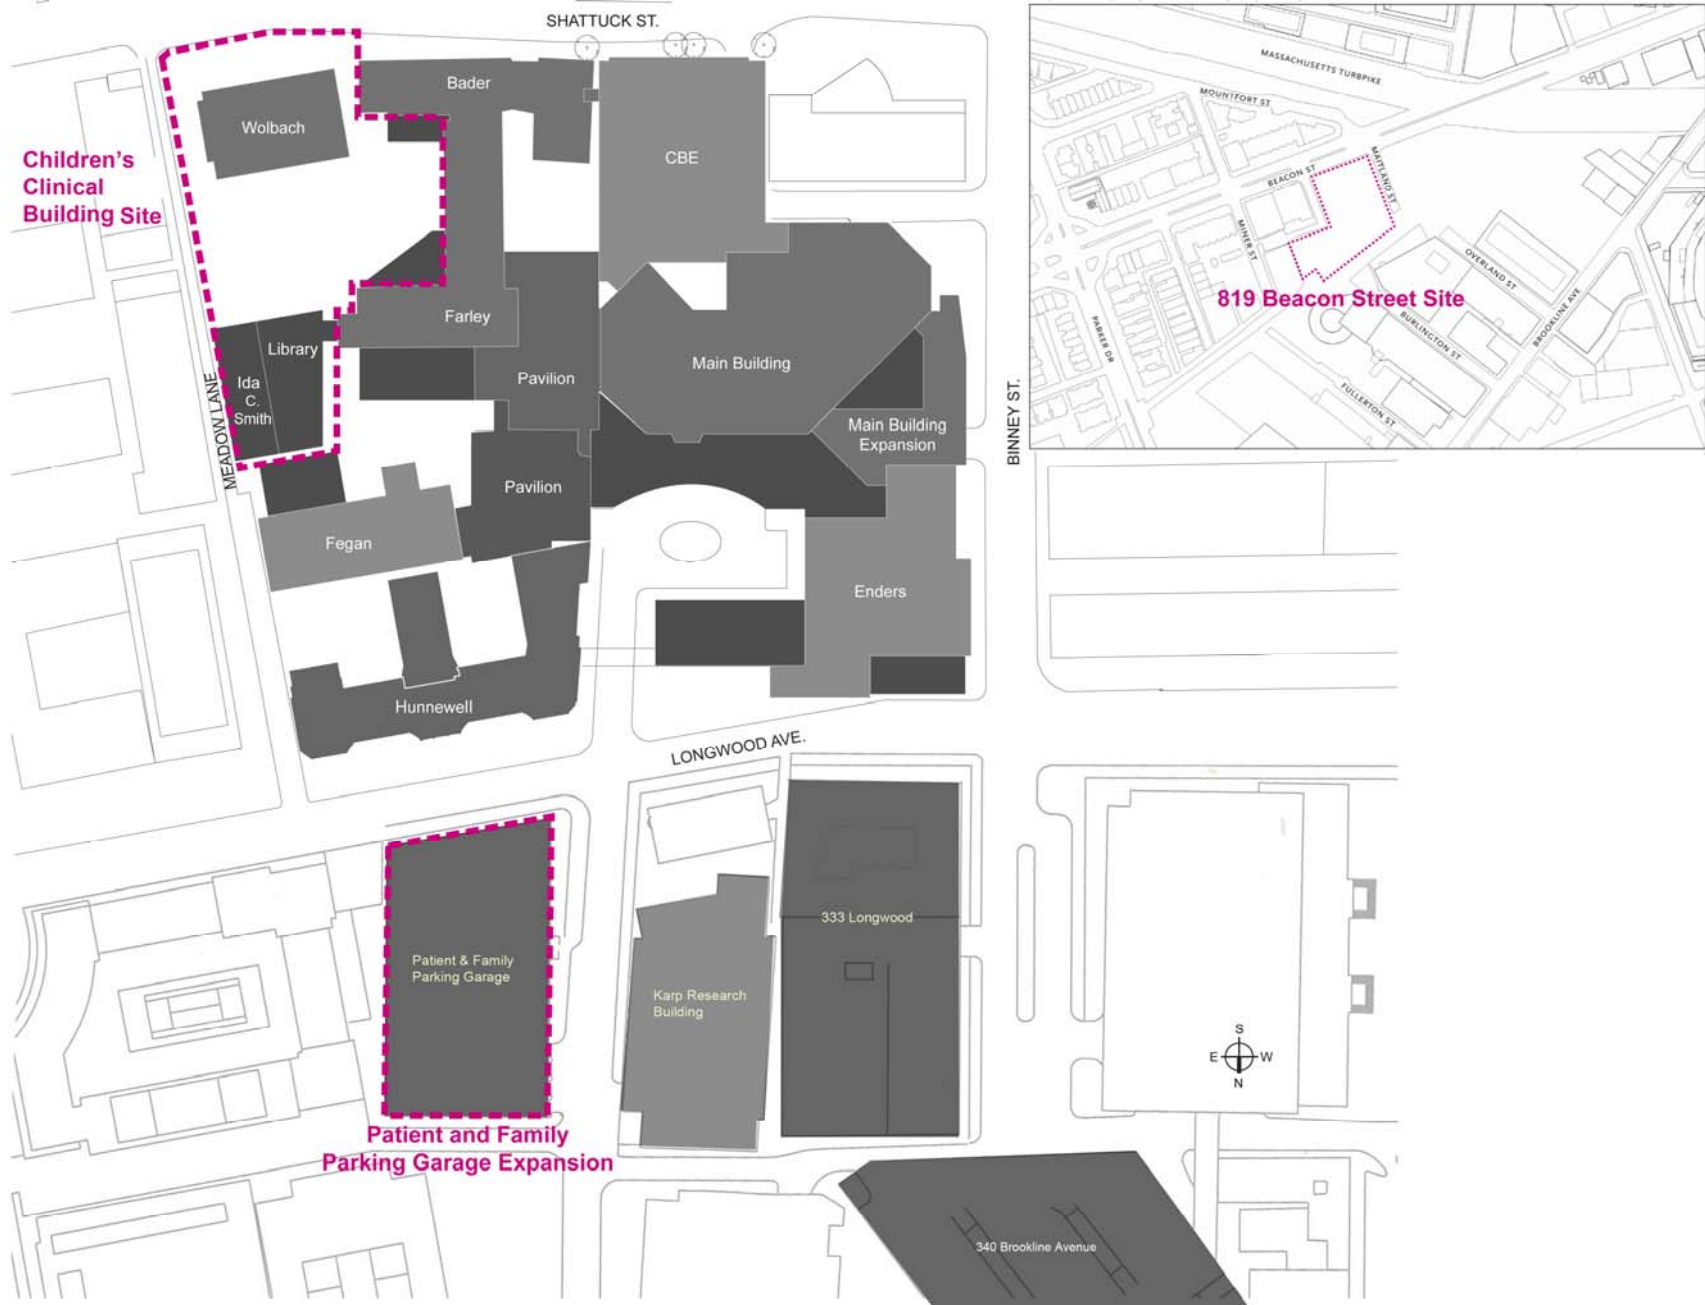 SHATTUCK ST.
Bader
Wolbach
CBE
Children's
Clinical
Building Site
Farley
Library
Ida
C.
Smith
MEADOW LANE
Pavilion
Main Building
Main Building
Expansion
BINNEY ST.
Pavilion
Fegan
Enders
Hunnewell
LONGWOOD AVE.
333 Longwood
Patient & Family
Parking Garage
Karp Research
Building
Patient and Family
Parking Garage Expansion
340 Brookline Avenue
S
E
W
N
MASSACHUSETTS TURBPIKE
MOUNTFORT ST
BEACON ST
MAITLAND ST
MINER ST
OVERLAND ST
819 Beacon Street Site
BURLINGTON ST
BROOKLINE AVE
PARKER DR
FULLERTON ST